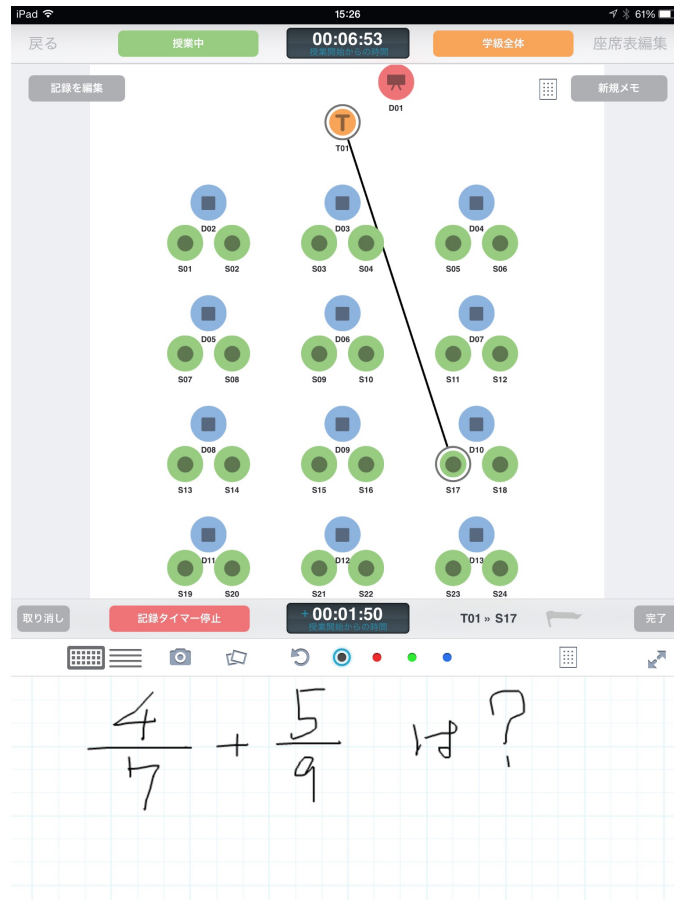 iPad 15:26 61%
戻る 授業中 00:06:53 学級全体 座席表編集
授業開始からの時間
記録を編集 新規メモ
D01
T
T01
D02 D03 D04
S01 S02 S03 S04 S05 S06
D05 D06 D07
S07 S08 S09 S10 S11 S12
D08 D09 D10
S13 S14 S15 S16 S17 S18
D11 D12 D13
S19 S20 S21 S22 S23 S24
取り消し 記録タイマー停止 +00:01:50 T01 » S17 完了
授業開始からの時間
4/7 + 5/9 は?